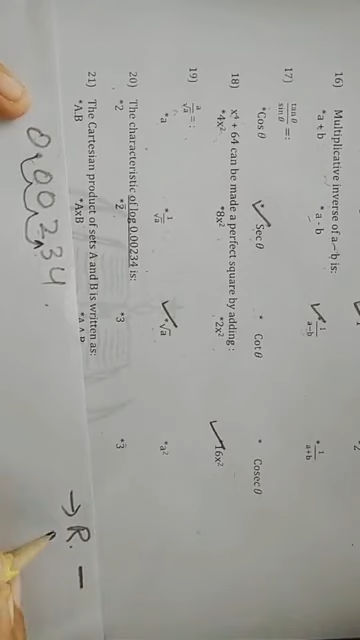 2
16) Multiplicative inverse of a−b is:
*a + b *a - b * 1/a−b * 1/a+b
17) tan θ/sin θ =:
*Cos θ * Sec θ * Cot θ * Cosec θ
18) x⁴ + 64 can be made a perfect square by adding :
*4x² *8x² *2x² 16x²
19) a/√a = :
*a * 1/√a *√a *a²
20) The characteristic of log 0.00234 is:
*2 *2̄ *3 *3̄
21) The Cartesian product of sets A and B is written as:
*A.B *AxB
0.00234
→ R. –